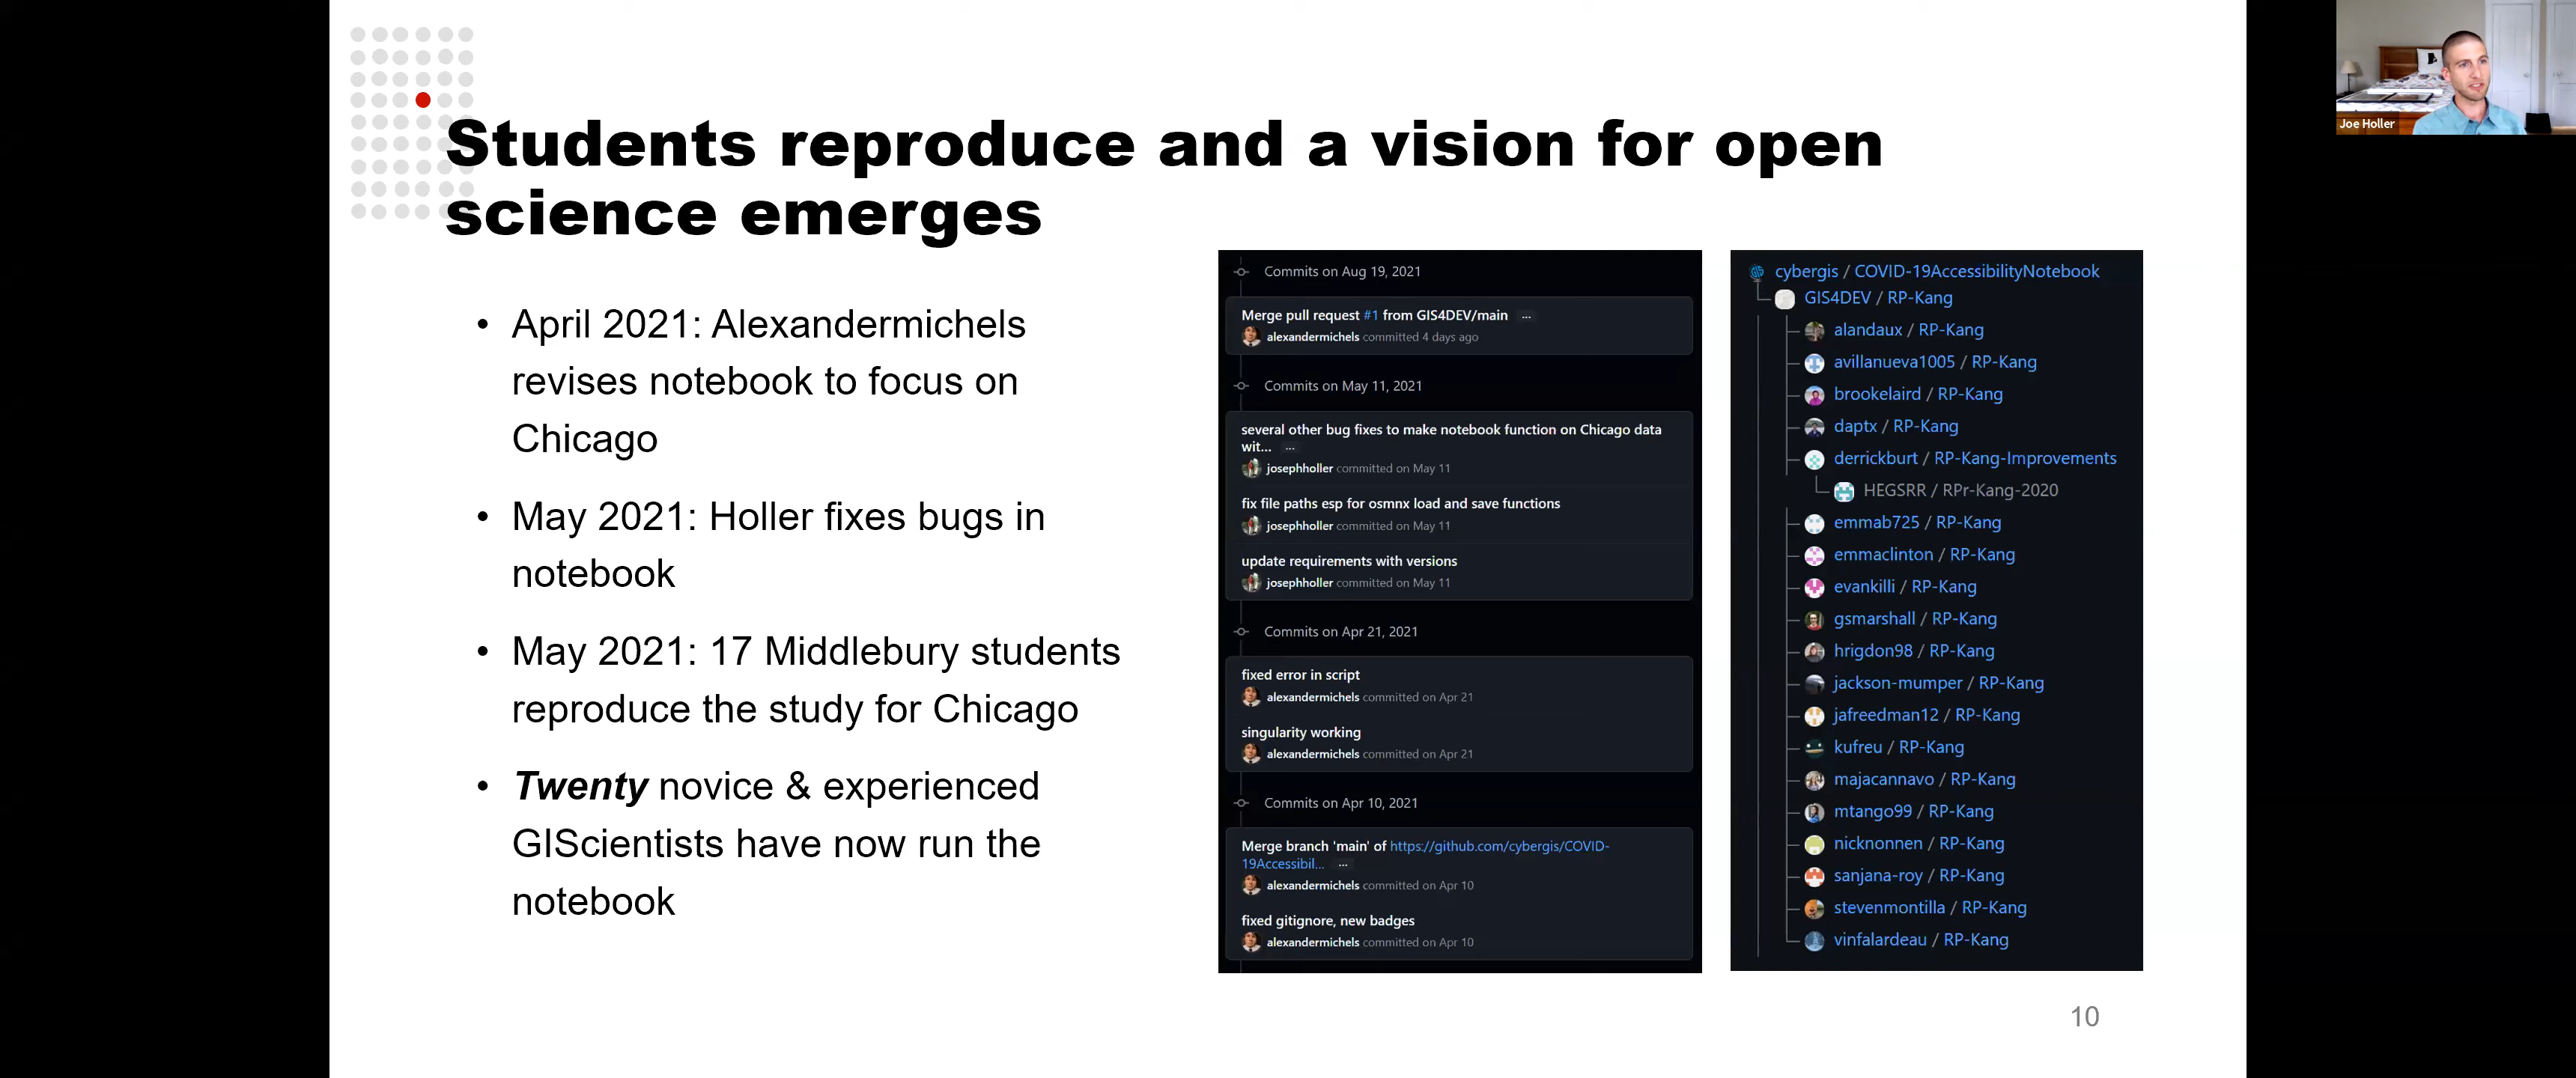 Students reproduce and a vision for open
science emerges
• April 2021: Alexandermichels
revises notebook to focus on
Chicago
• May 2021: Holler fixes bugs in
notebook
• May 2021: 17 Middlebury students
reproduce the study for Chicago
• Twenty novice & experienced
GIScientists have now run the
notebook
Commits on Aug 19, 2021
Merge pull request #1 from GIS4DEV/main ...
alexandermichels committed 4 days ago
Commits on May 11, 2021
several other bug fixes to make notebook function on Chicago data
wit... ...
josephholler committed on May 11
fix file paths esp for osmnx load and save functions
josephholler committed on May 11
update requirements with versions
josephholler committed on May 11
Commits on Apr 21, 2021
fixed error in script
alexandermichels committed on Apr 21
singularity working
alexandermichels committed on Apr 21
Commits on Apr 10, 2021
Merge branch 'main' of https://github.com/cybergis/COVID-
19Accessibil... ...
alexandermichels committed on Apr 10
fixed gitignore, new badges
alexandermichels committed on Apr 10
cybergis / COVID-19AccessibilityNotebook
GIS4DEV / RP-Kang
alandaux / RP-Kang
avillanueva1005 / RP-Kang
brookelaird / RP-Kang
daptx / RP-Kang
derrickburt / RP-Kang-Improvements
HEGSRR / RPr-Kang-2020
emmab725 / RP-Kang
emmaclinton / RP-Kang
evankilli / RP-Kang
gsmarshall / RP-Kang
hrigdon98 / RP-Kang
jackson-mumper / RP-Kang
jafreedman12 / RP-Kang
kufreu / RP-Kang
majacannavo / RP-Kang
mtango99 / RP-Kang
nicknonnen / RP-Kang
sanjana-roy / RP-Kang
stevenmontilla / RP-Kang
vinfalardeau / RP-Kang
10
Joe Holler